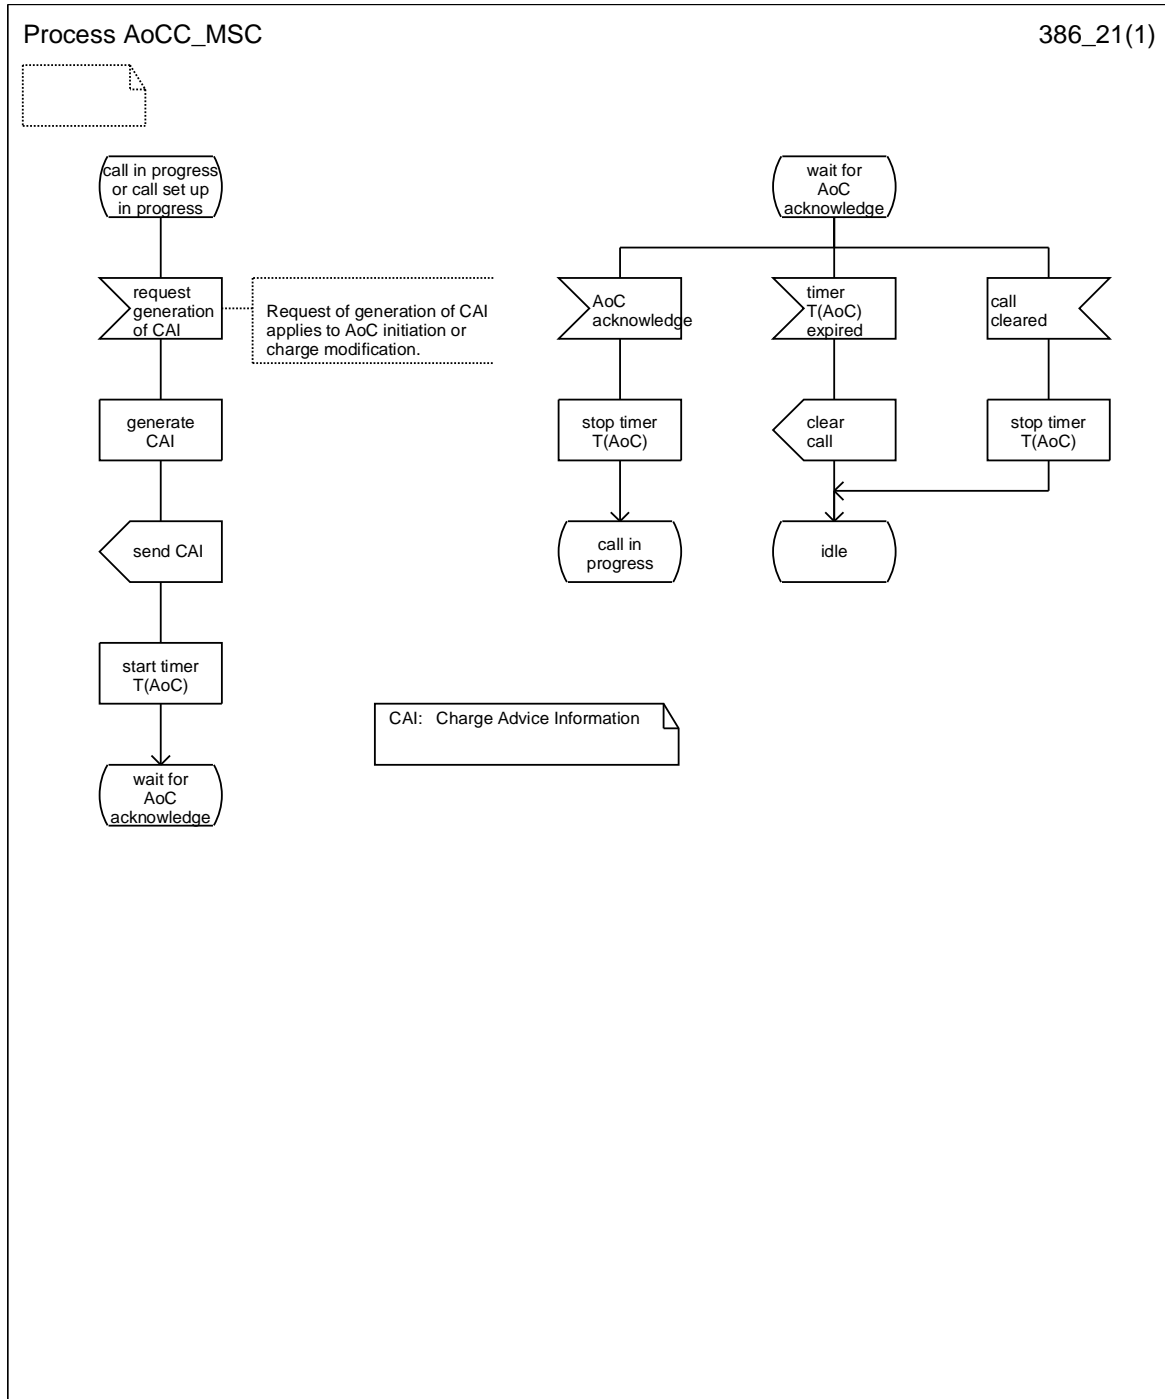 Process AoCC_MSC
386_21(1)
call in progress
or call set up
in progress
request
generation
of CAI
Request of generation of CAI
applies to AoC initiation or
charge modification.
generate
CAI
send CAI
start timer
T(AoC)
wait for
AoC
acknowledge
wait for
AoC
acknowledge
AoC
acknowledge
timer
T(AoC)
expired
call
cleared
stop timer
T(AoC)
clear
call
stop timer
T(AoC)
call in
progress
idle
CAI: Charge Advice Information